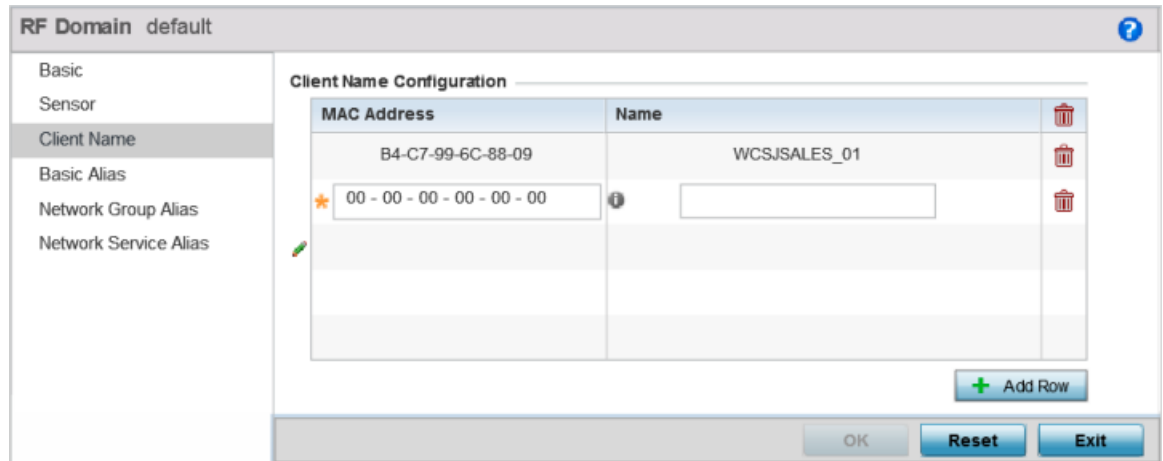 RF Domain default
Basic
Sensor
Client Name
Basic Alias
Network Group Alias
Network Service Alias
Client Name Configuration
MAC Address Name
B4-C7-99-6C-88-09 WCSJSALES_01
00 - 00 - 00 - 00 - 00 - 00
Add Row
OK Reset Exit